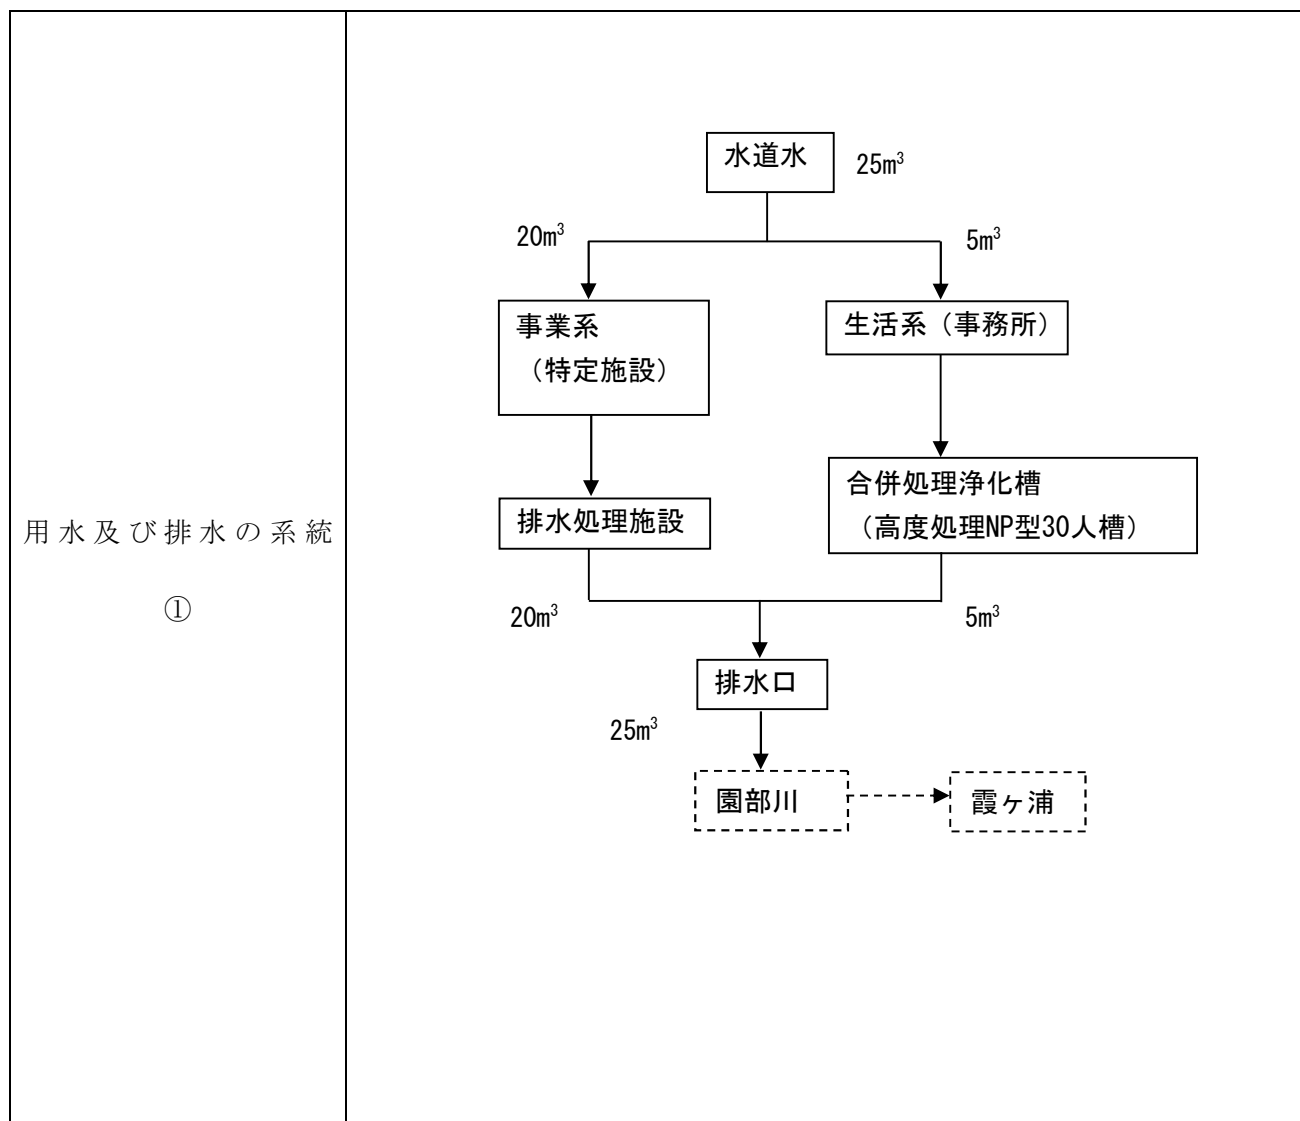 用水及び排水の系統
①
水道水
25m³
20m³
5m³
事業系
（特定施設）
生活系（事務所）
排水処理施設
合併処理浄化槽
（高度処理NP型30人槽）
20m³
5m³
排水口
25m³
園部川
霞ヶ浦